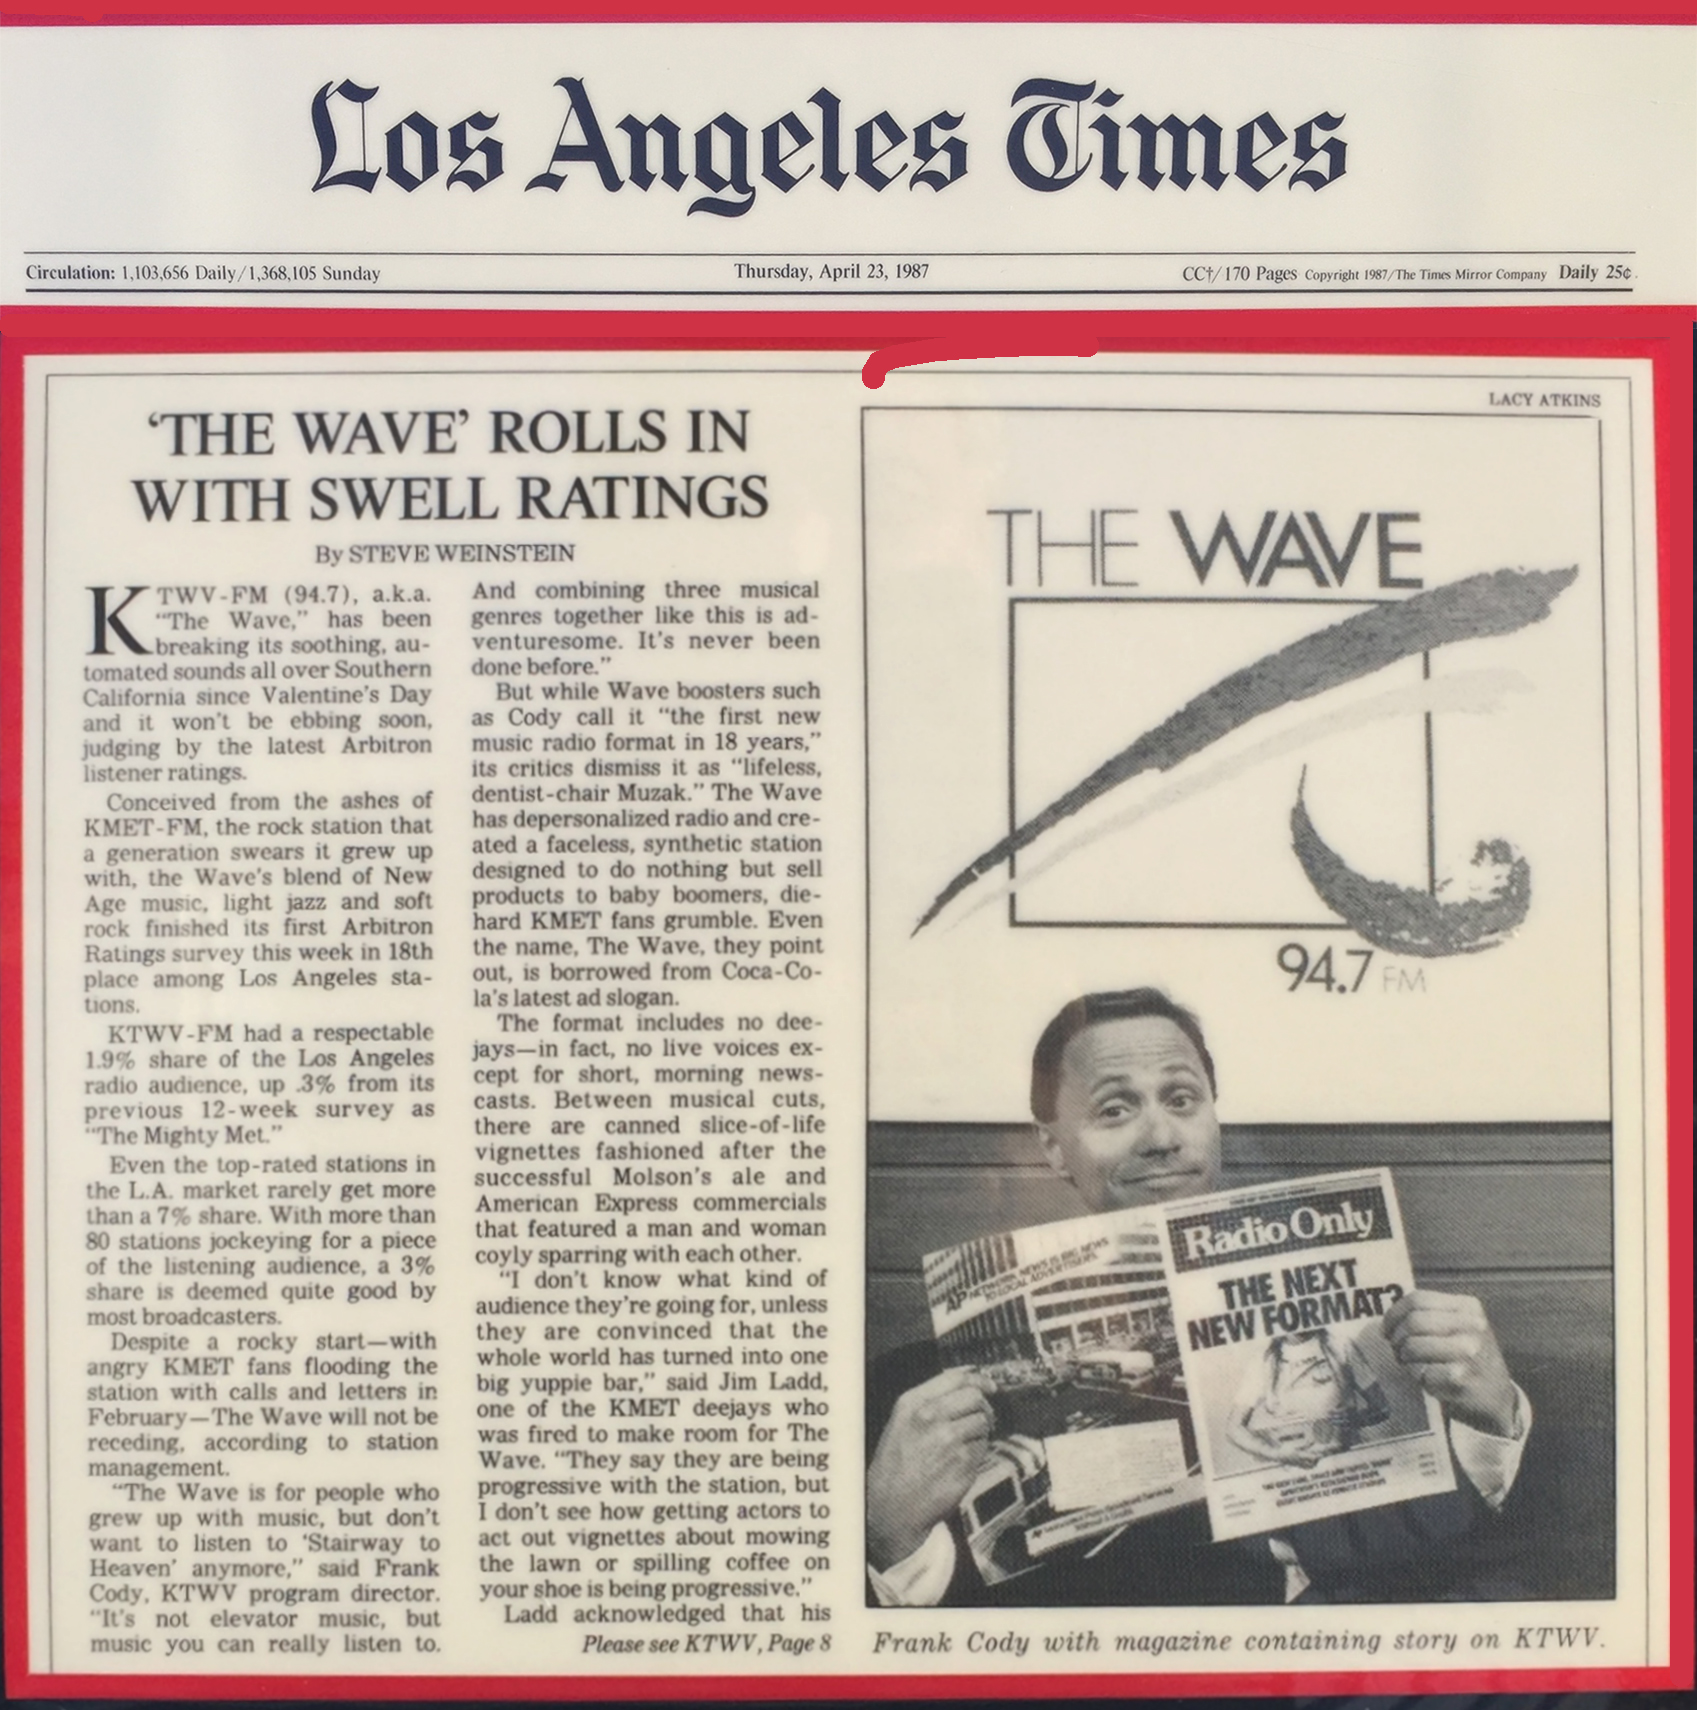 Los Angeles Times
Circulation: 1,103,656 Daily/1,368,105 Sunday
Thursday, April 23, 1987
CC†/170 Pages Copyright 1987/The Times Mirror Company Daily 25¢
‘THE WAVE’ ROLLS IN
WITH SWELL RATINGS
By STEVE WEINSTEIN
KTWV-FM (94.7), a.k.a.
“The Wave,” has been
breaking its soothing, au-
tomated sounds all over Southern
California since Valentine’s Day
and it won’t be ebbing soon,
judging by the latest Arbitron
listener ratings.
Conceived from the ashes of
KMET-FM, the rock station that
a generation swears it grew up
with, the Wave’s blend of New
Age music, light jazz and soft
rock finished its first Arbitron
Ratings survey this week in 18th
place among Los Angeles sta-
tions.
KTWV-FM had a respectable
1.9% share of the Los Angeles
radio audience, up .3% from its
previous 12-week survey as
“The Mighty Met.”
Even the top-rated stations in
the L.A. market rarely get more
than a 7% share. With more than
80 stations jockeying for a piece
of the listening audience, a 3%
share is deemed quite good by
most broadcasters.
Despite a rocky start—with
angry KMET fans flooding the
station with calls and letters in
February—The Wave will not be
receding, according to station
management.
“The Wave is for people who
grew up with music, but don’t
want to listen to ‘Stairway to
Heaven’ anymore,” said Frank
Cody, KTWV program director.
“It’s not elevator music, but
music you can really listen to.
And combining three musical
genres together like this is ad-
venturesome. It’s never been
done before.”
But while Wave boosters such
as Cody call it “the first new
music radio format in 18 years,”
its critics dismiss it as “lifeless,
dentist-chair Muzak.” The Wave
has depersonalized radio and cre-
ated a faceless, synthetic station
designed to do nothing but sell
products to baby boomers, die-
hard KMET fans grumble. Even
the name, The Wave, they point
out, is borrowed from Coca-Co-
la’s latest ad slogan.
The format includes no dee-
jays—in fact, no live voices ex-
cept for short, morning news-
casts. Between musical cuts,
there are canned slice-of-life
vignettes fashioned after the
successful Molson’s ale and
American Express commercials
that featured a man and woman
coyly sparring with each other.
“I don’t know what kind of
audience they’re going for, unless
they are convinced that the
whole world has turned into one
big yuppie bar,” said Jim Ladd,
one of the KMET deejays who
was fired to make room for The
Wave. “They say they are being
progressive with the station, but
I don’t see how getting actors to
act out vignettes about mowing
the lawn or spilling coffee on
your shoe is being progressive.”
Ladd acknowledged that his
Please see KTWV, Page 8
LACY ATKINS
THE WAVE
94.7 FM
AP NETWORK NEWS IS BIG NEWS
TO LOCAL ADVERTISERS.
Radio Only
THE NEXT
NEW FORMAT?
Frank Cody with magazine containing story on KTWV.